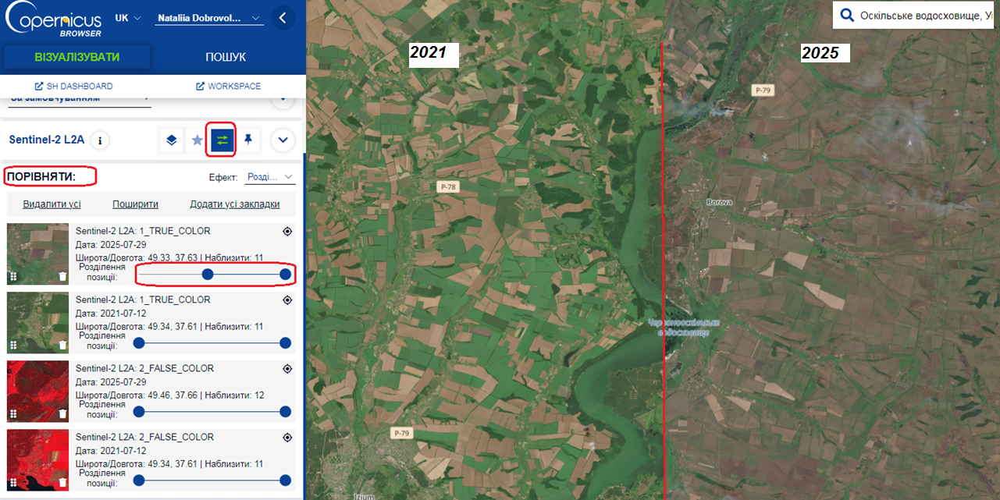 Copernicus
BROWSER
UK
Nataliia Dobrovol...
ВІЗУАЛІЗУВАТИ
ПОШУК
SH DASHBOARD
WORKSPACE
За замовчуванням
Sentinel-2 L2A
i
ПОРІВНЯТИ:
Ефект:
Розді...
Видалити усі
Поширити
Додати усі закладки
Sentinel-2 L2A: 1_TRUE_COLOR
Дата: 2025-07-29
Широта/Довгота: 49.33, 37.63 | Наблизити: 11
Розділення
позиції:
Sentinel-2 L2A: 1_TRUE_COLOR
Дата: 2021-07-12
Широта/Довгота: 49.34, 37.61 | Наблизити: 11
Розділення
позиції:
Sentinel-2 L2A: 2_FALSE_COLOR
Дата: 2025-07-29
Широта/Довгота: 49.46, 37.66 | Наблизити: 12
Розділення
позиції:
Sentinel-2 L2A: 2_FALSE_COLOR
Дата: 2021-07-12
Широта/Довгота: 49.34, 37.61 | Наблизити: 11
Розділення
позиції:
2021
2025
Оскільське водосховище, Ук
P-79
P-78
Borova
Червонооскільське
водосховище
P-79
Izium